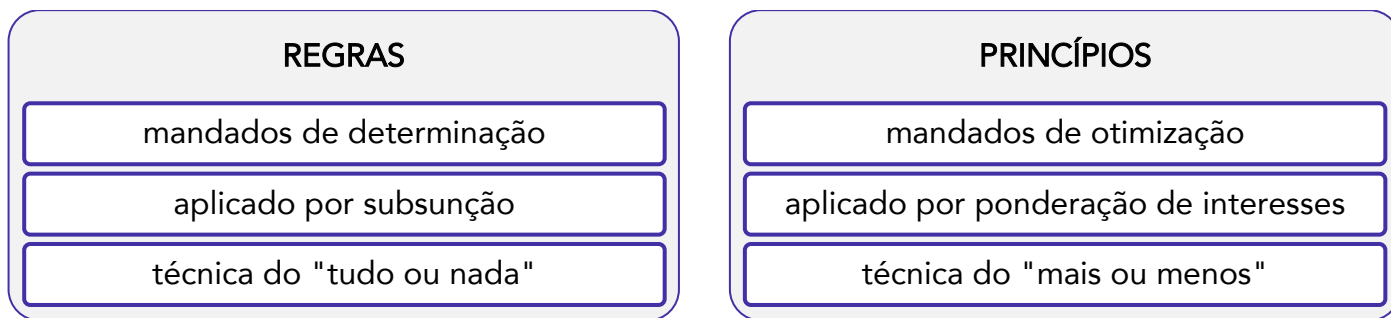 REGRAS
mandados de determinação
aplicado por subsunção
técnica do "tudo ou nada"
PRINCÍPIOS
mandados de otimização
aplicado por ponderação de interesses
técnica do "mais ou menos"